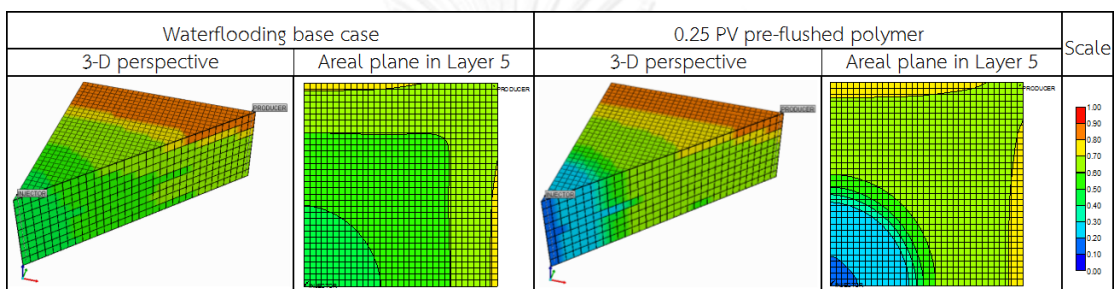 Waterflooding base case
0.25 PV pre-flushed polymer
Scale
3-D perspective
Areal plane in Layer 5
3-D perspective
Areal plane in Layer 5
PRODUCER
INJECTOR
PRODUCER
PRODUCER
INJECTOR
PRODUCER
1.00
0.90
0.80
0.70
0.60
0.50
0.40
0.30
0.20
0.10
0.00